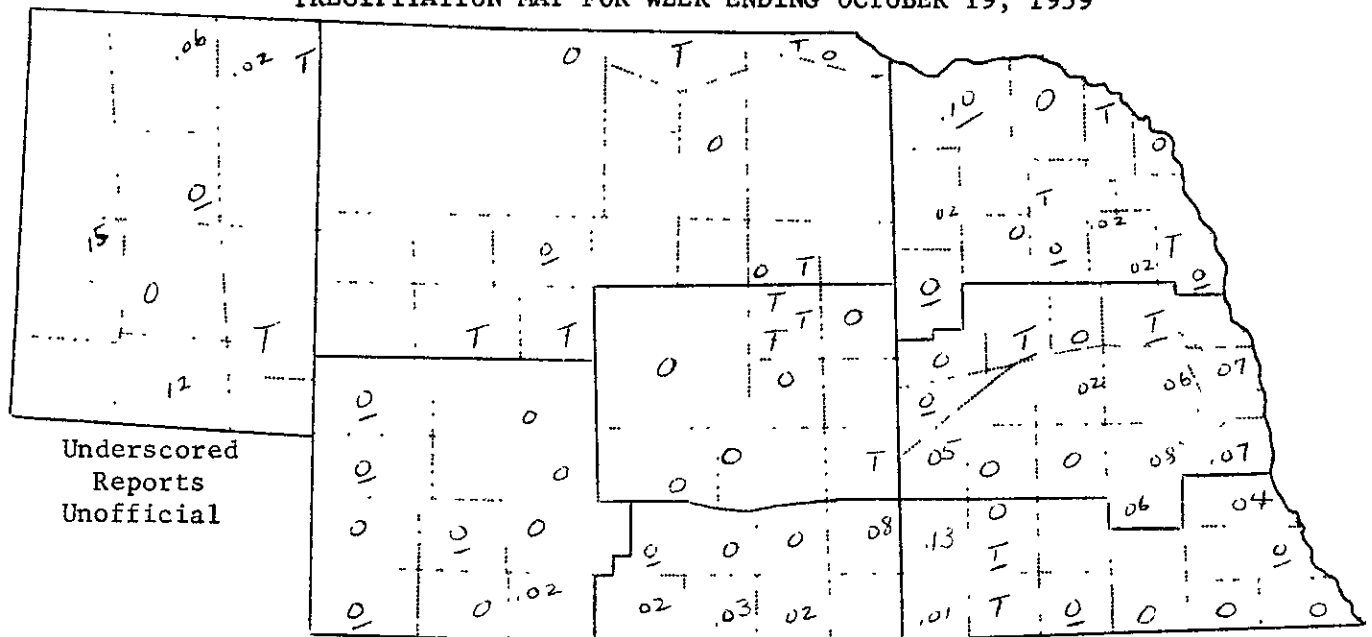 PRECIPITATION MAP FOR WEEK ENDING OCTOBER 19, 1959
.06 .02 T 0 T .T 0
.10 0 T 0
0
0 02 T .02
15 0 0 0 T
0 0 T 0 02 0
T T 0 T 0 T
T T T T 0
0 0 0 02 06 07
12 0 0 0
0 0 0 T 05 0 0 08 .07
Underscored
Reports
Unofficial
0 0 0 0 0 0 08 .13 0 06 04
T 0
0 0 .02 02 .03 02 .01 T 0 0 0 0